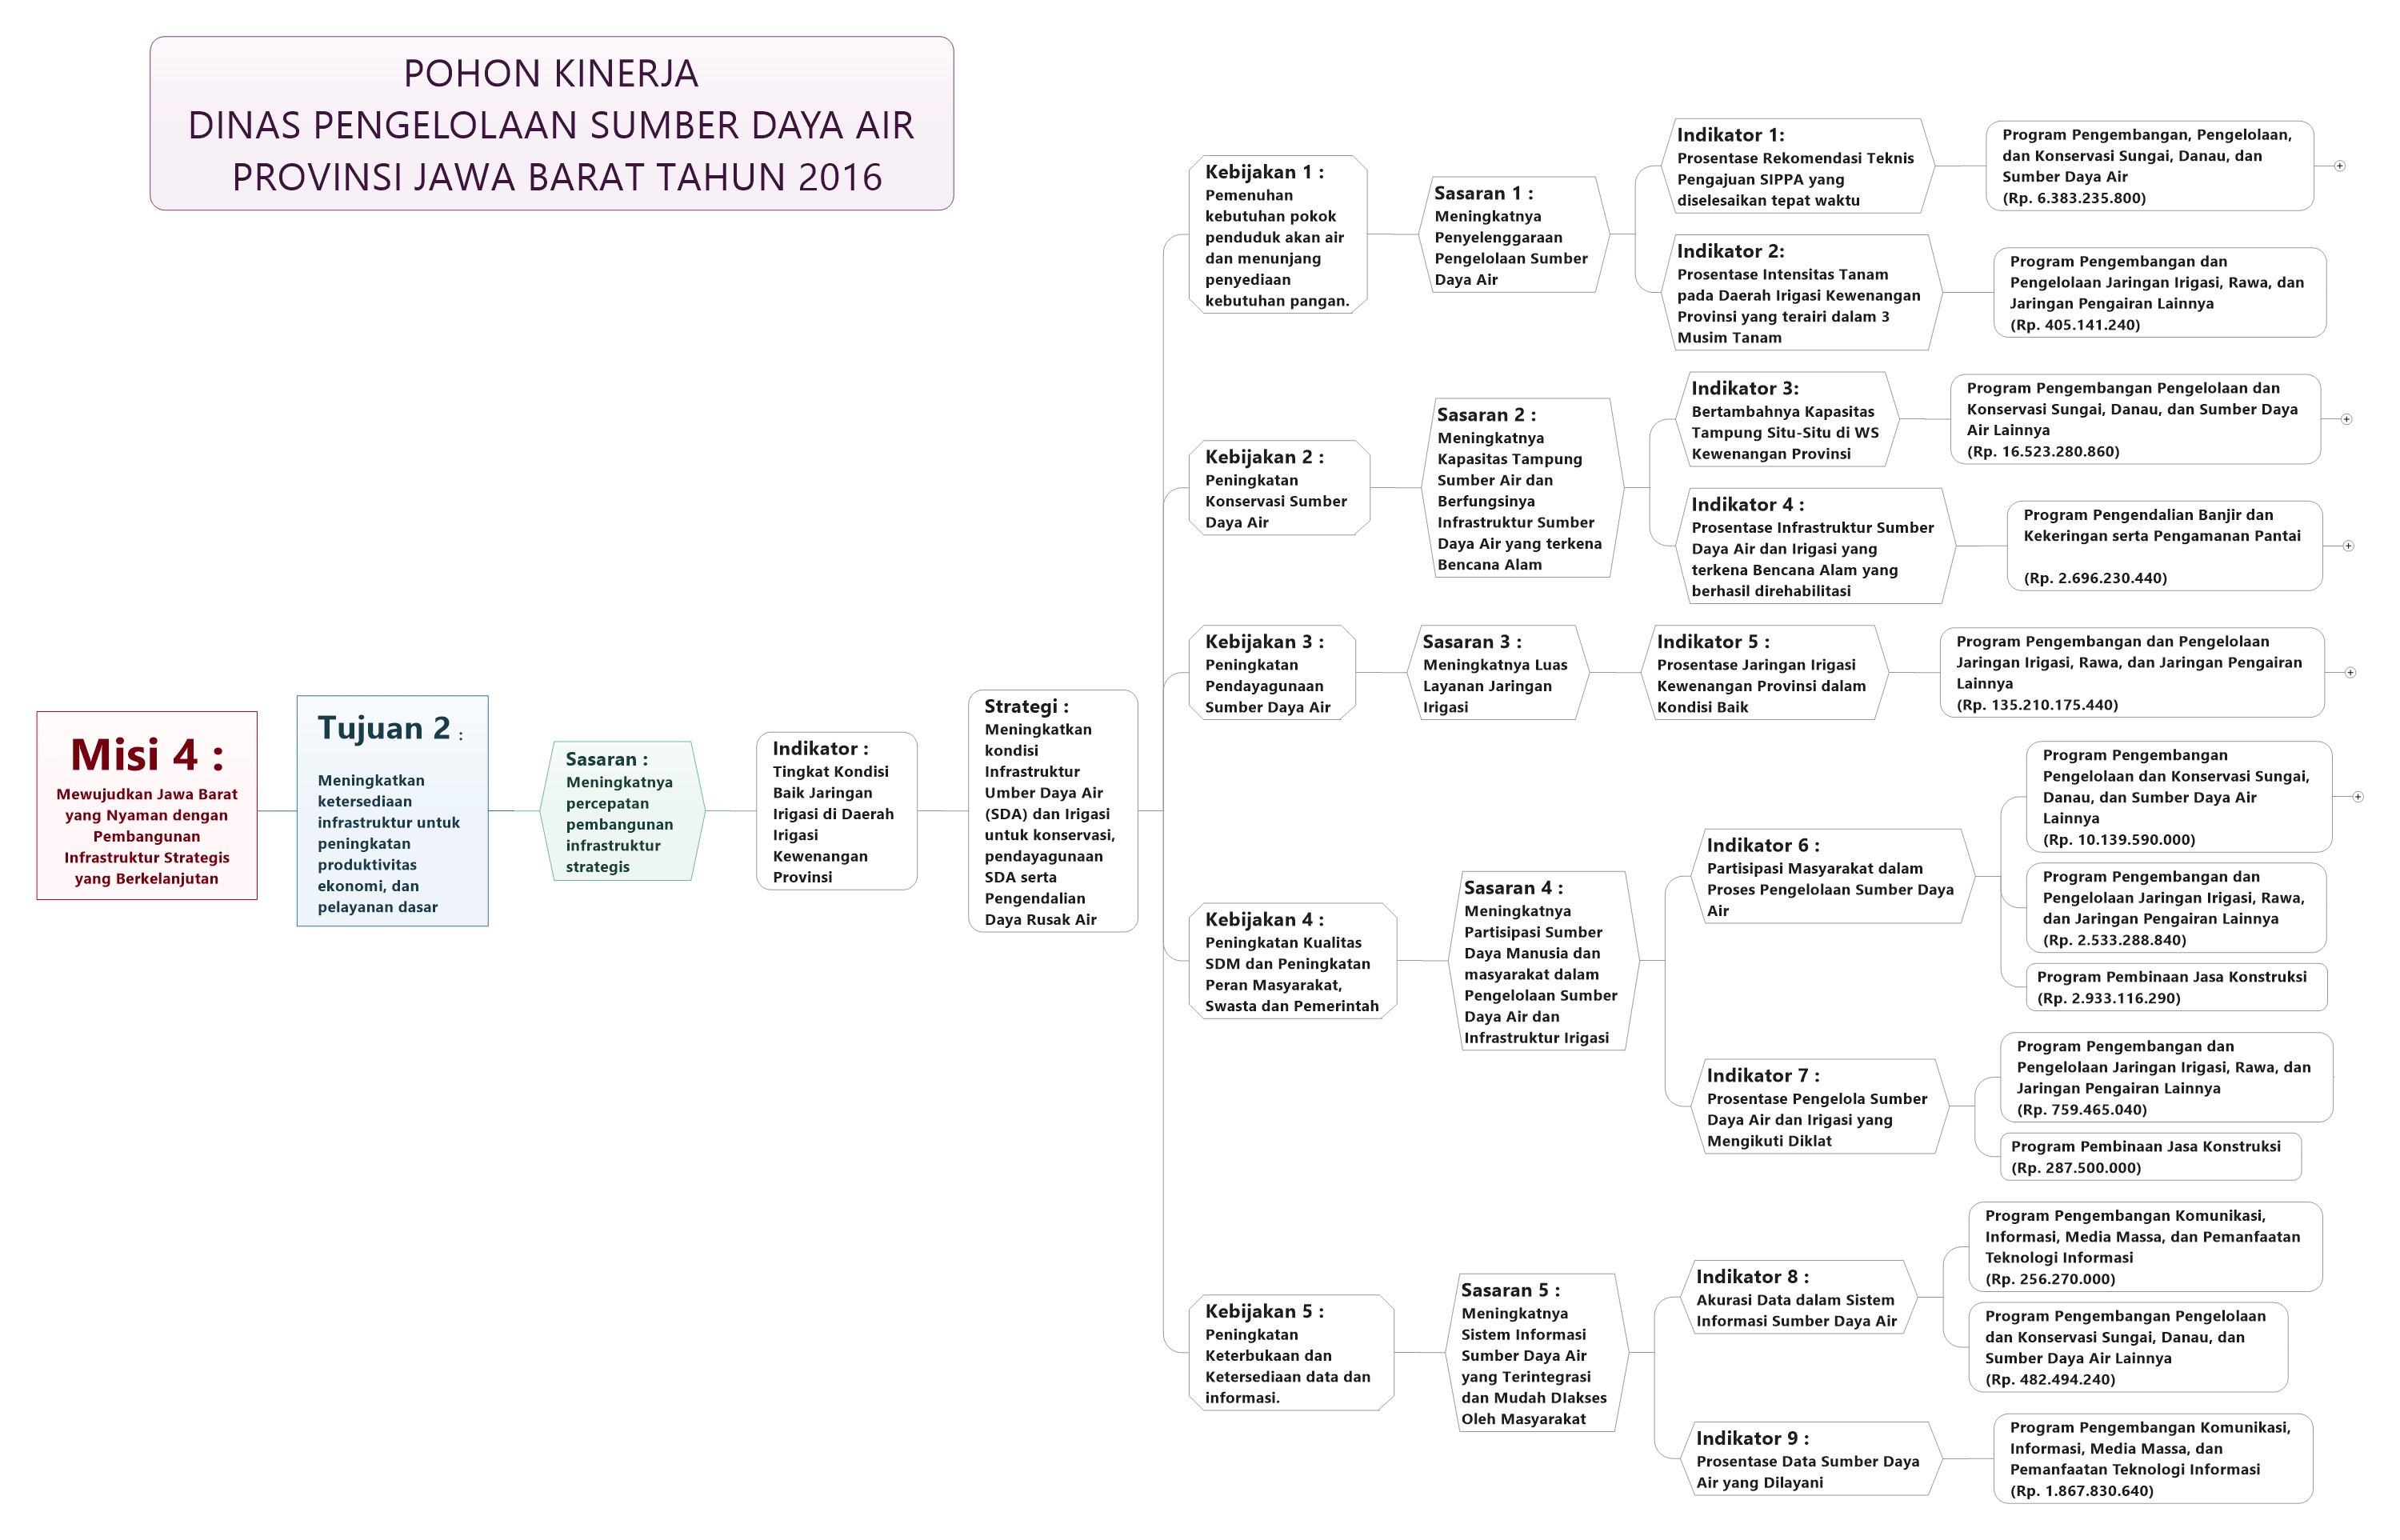 POHON KINERJA
DINAS PENGELOLAAN SUMBER DAYA AIR
PROVINSI JAWA BARAT TAHUN 2016
Misi 4 :
Mewujudkan Jawa Barat
yang Nyaman dengan
Pembangunan
Infrastruktur Strategis
yang Berkelanjutan
Tujuan 2 :
Meningkatkan
ketersediaan
infrastruktur untuk
peningkatan
produktivitas
ekonomi, dan
pelayanan dasar
Sasaran :
Meningkatnya
percepatan
pembangunan
infrastruktur
strategis
Indikator :
Tingkat Kondisi
Baik Jaringan
Irigasi di Daerah
Irigasi
Kewenangan
Provinsi
Strategi :
Meningkatkan
kondisi
Infrastruktur
Umber Daya Air
(SDA) dan Irigasi
untuk konservasi,
pendayagunaan
SDA serta
Pengendalian
Daya Rusak Air
Kebijakan 1 :
Pemenuhan
kebutuhan pokok
penduduk akan air
dan menunjang
penyediaan
kebutuhan pangan.
Sasaran 1 :
Meningkatnya
Penyelenggaraan
Pengelolaan Sumber
Daya Air
Indikator 1:
Prosentase Rekomendasi Teknis
Pengajuan SIPPA yang
diselesaikan tepat waktu
Program Pengembangan, Pengelolaan,
dan Konservasi Sungai, Danau, dan
Sumber Daya Air
(Rp. 6.383.235.800)
Indikator 2:
Prosentase Intensitas Tanam
pada Daerah Irigasi Kewenangan
Provinsi yang terairi dalam 3
Musim Tanam
Program Pengembangan dan
Pengelolaan Jaringan Irigasi, Rawa, dan
Jaringan Pengairan Lainnya
(Rp. 405.141.240)
Kebijakan 2 :
Peningkatan
Konservasi Sumber
Daya Air
Sasaran 2 :
Meningkatnya
Kapasitas Tampung
Sumber Air dan
Berfungsinya
Infrastruktur Sumber
Daya Air yang terkena
Bencana Alam
Indikator 3:
Bertambahnya Kapasitas
Tampung Situ-Situ di WS
Kewenangan Provinsi
Program Pengembangan Pengelolaan dan
Konservasi Sungai, Danau, dan Sumber Daya
Air Lainnya
(Rp. 16.523.280.860)
Indikator 4 :
Prosentase Infrastruktur Sumber
Daya Air dan Irigasi yang
terkena Bencana Alam yang
berhasil direhabilitasi
Program Pengendalian Banjir dan
Kekeringan serta Pengamanan Pantai
(Rp. 2.696.230.440)
Kebijakan 3 :
Peningkatan
Pendayagunaan
Sumber Daya Air
Sasaran 3 :
Meningkatnya Luas
Layanan Jaringan
Irigasi
Indikator 5 :
Prosentase Jaringan Irigasi
Kewenangan Provinsi dalam
Kondisi Baik
Program Pengembangan dan Pengelolaan
Jaringan Irigasi, Rawa, dan Jaringan Pengairan
Lainnya
(Rp. 135.210.175.440)
Kebijakan 4 :
Peningkatan Kualitas
SDM dan Peningkatan
Peran Masyarakat,
Swasta dan Pemerintah
Sasaran 4 :
Meningkatnya
Partisipasi Sumber
Daya Manusia dan
masyarakat dalam
Pengelolaan Sumber
Daya Air dan
Infrastruktur Irigasi
Indikator 6 :
Partisipasi Masyarakat dalam
Proses Pengelolaan Sumber Daya
Air
Program Pengembangan
Pengelolaan dan Konservasi Sungai,
Danau, dan Sumber Daya Air
Lainnya
(Rp. 10.139.590.000)
Program Pengembangan dan
Pengelolaan Jaringan Irigasi, Rawa,
dan Jaringan Pengairan Lainnya
(Rp. 2.533.288.840)
Program Pembinaan Jasa Konstruksi
(Rp. 2.933.116.290)
Indikator 7 :
Prosentase Pengelola Sumber
Daya Air dan Irigasi yang
Mengikuti Diklat
Program Pengembangan dan
Pengelolaan Jaringan Irigasi, Rawa, dan
Jaringan Pengairan Lainnya
(Rp. 759.465.040)
Program Pembinaan Jasa Konstruksi
(Rp. 287.500.000)
Kebijakan 5 :
Peningkatan
Keterbukaan dan
Ketersediaan data dan
informasi.
Sasaran 5 :
Meningkatnya
Sistem Informasi
Sumber Daya Air
yang Terintegrasi
dan Mudah DIakses
Oleh Masyarakat
Indikator 8 :
Akurasi Data dalam Sistem
Informasi Sumber Daya Air
Program Pengembangan Komunikasi,
Informasi, Media Massa, dan Pemanfaatan
Teknologi Informasi
(Rp. 256.270.000)
Program Pengembangan Pengelolaan
dan Konservasi Sungai, Danau, dan
Sumber Daya Air Lainnya
(Rp. 482.494.240)
Indikator 9 :
Prosentase Data Sumber Daya
Air yang Dilayani
Program Pengembangan Komunikasi,
Informasi, Media Massa, dan
Pemanfaatan Teknologi Informasi
(Rp. 1.867.830.640)